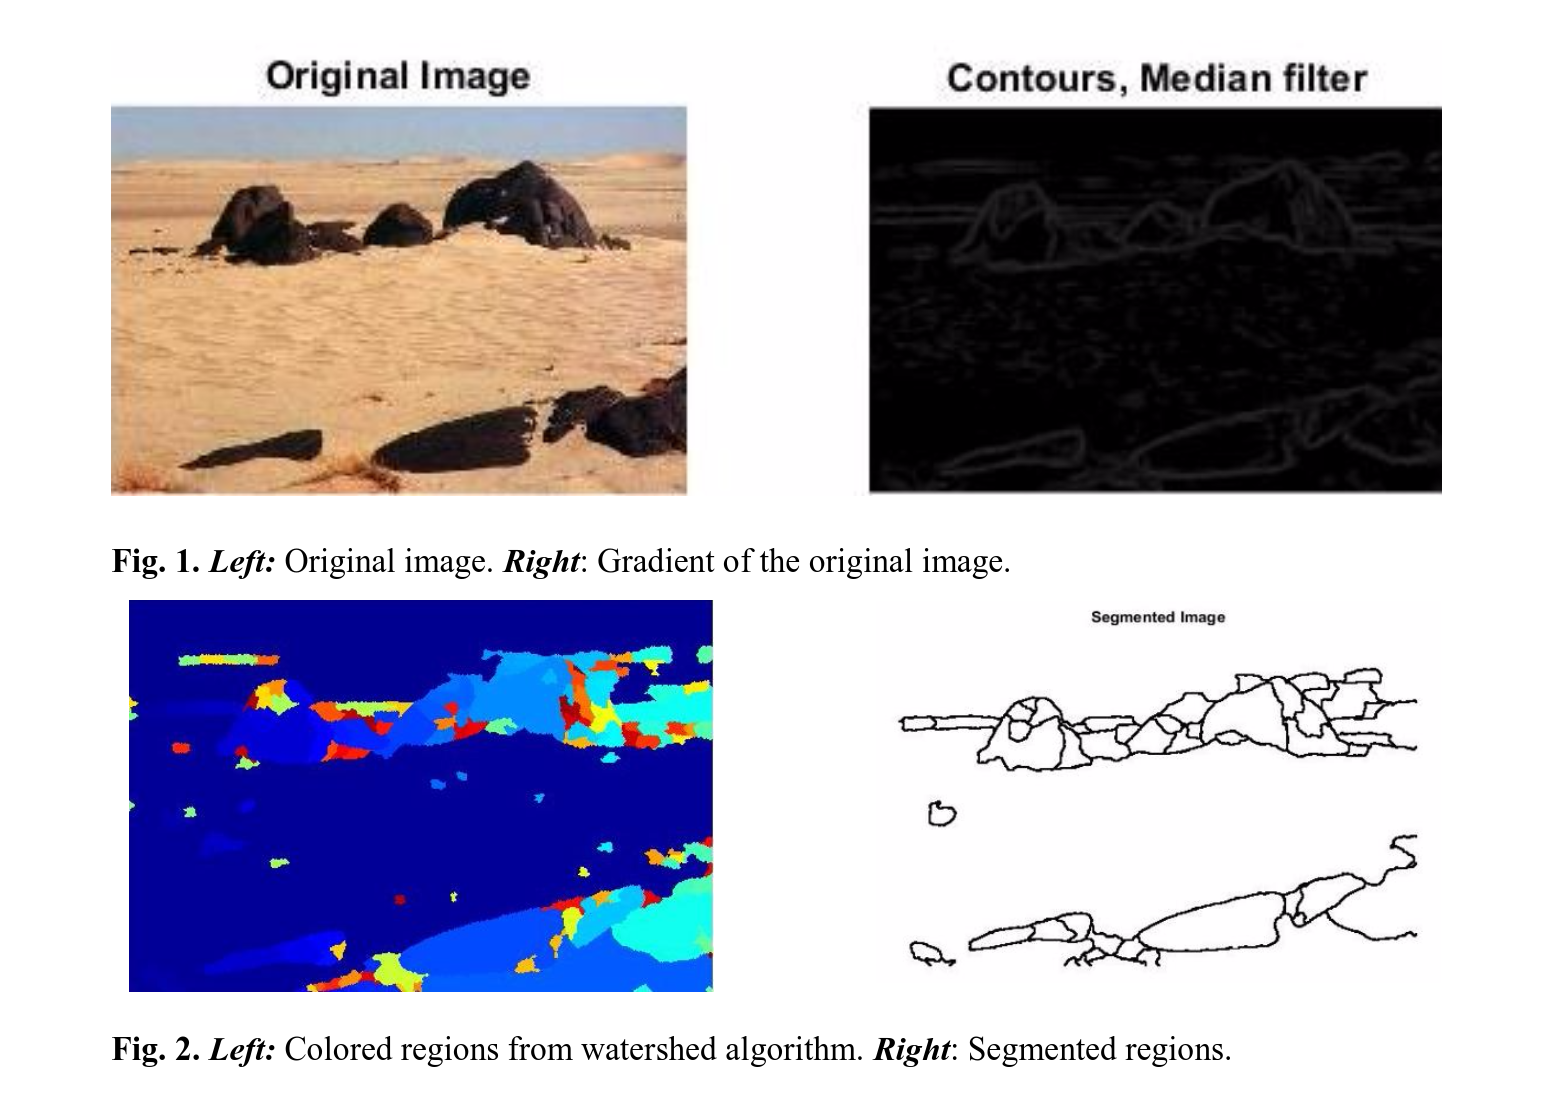 Original Image
Contours, Median filter
Fig. 1. Left: Original image. Right: Gradient of the original image.
Segmented Image
Fig. 2. Left: Colored regions from watershed algorithm. Right: Segmented regions.